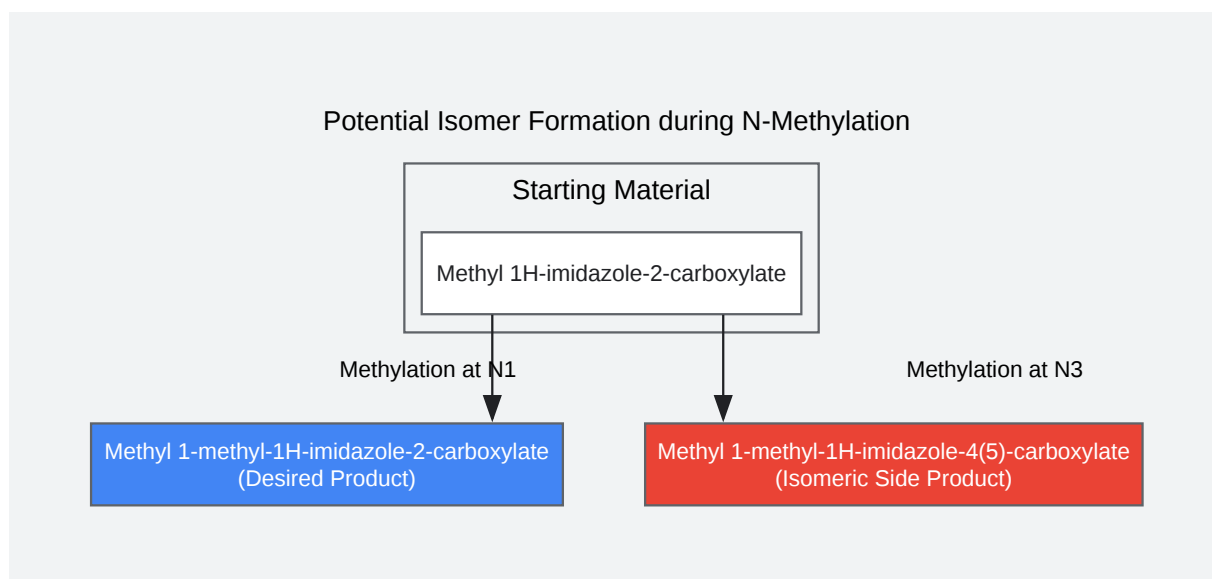 Potential Isomer Formation during N-Methylation
Starting Material
Methyl 1H-imidazole-2-carboxylate
Methylation at N1
Methylation at N3
Methyl 1-methyl-1H-imidazole-2-carboxylate
(Desired Product)
Methyl 1-methyl-1H-imidazole-4(5)-carboxylate
(Isomeric Side Product)